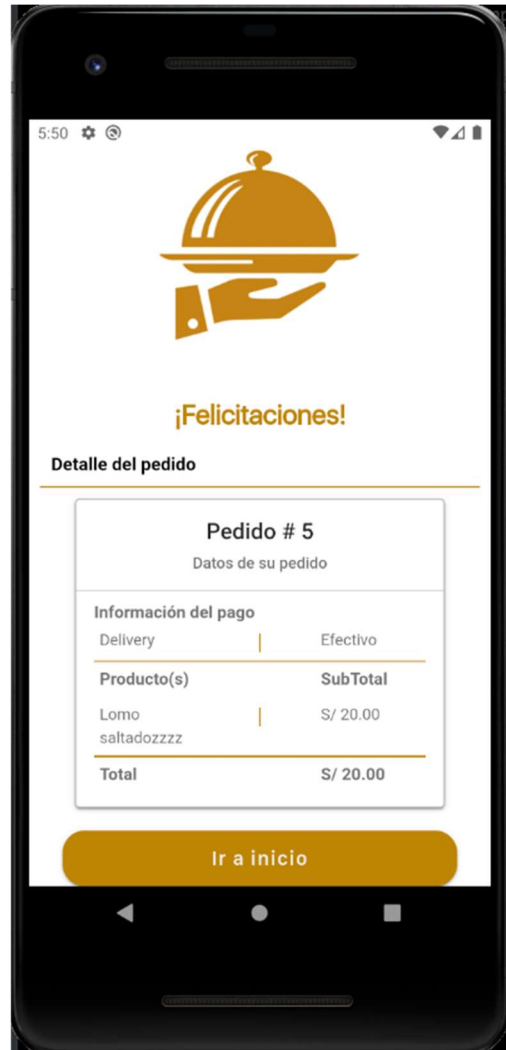 5:50
¡Felicitaciones!
Detalle del pedido
Pedido # 5
Datos de su pedido
Información del pago
Delivery | Efectivo
Producto(s) SubTotal
Lomo | S/ 20.00
saltadozzzz
Total S/ 20.00
Ir a inicio